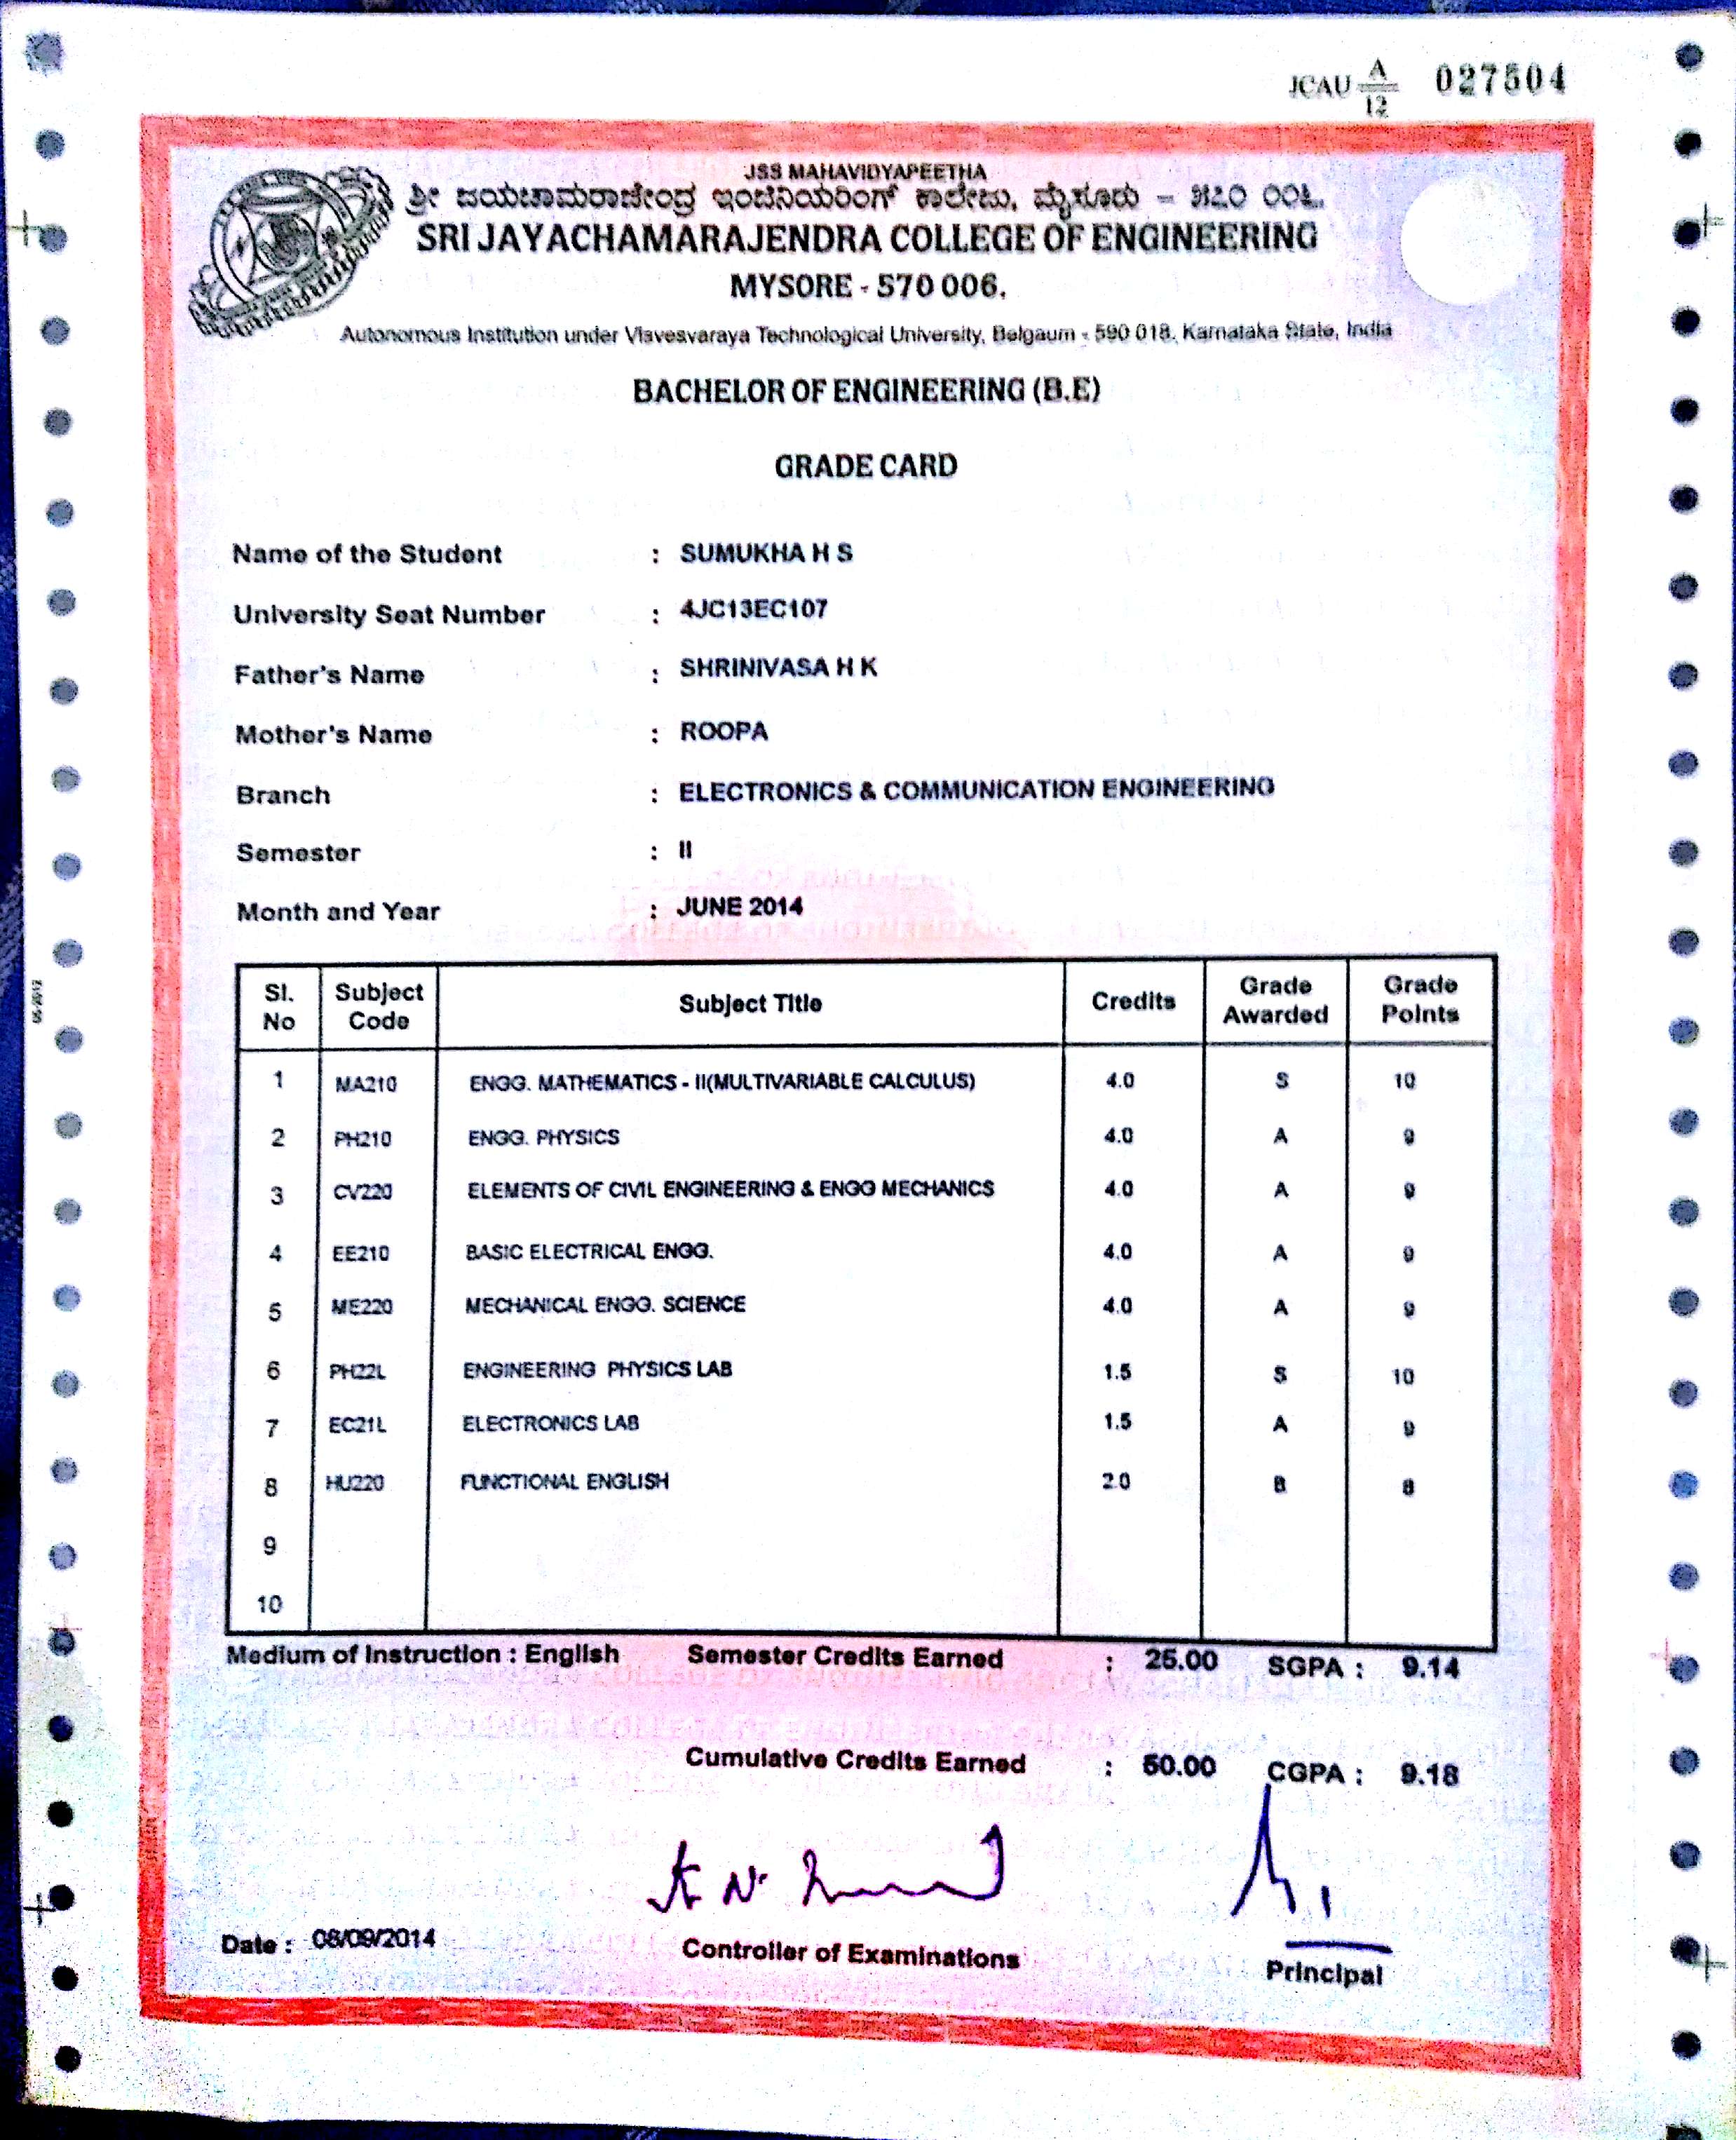 JCAU A/12 027504
JSS MAHAVIDYAPEETHA
ಶ್ರೀ ಜಯಚಾಮರಾಜೇಂದ್ರ ಇಂಜಿನಿಯರಿಂಗ್ ಕಾಲೇಜು, ಮೈಸೂರು - ೫೭೦ ೦೦೬.
SRI JAYACHAMARAJENDRA COLLEGE OF ENGINEERING
MYSORE - 570 006.
Autonomous Institution under Visvesvaraya Technological University, Belgaum - 590 018. Karnataka State, India
BACHELOR OF ENGINEERING (B.E)
GRADE CARD
Name of the Student : SUMUKHA H S
University Seat Number : 4JC13EC107
Father's Name : SHRINIVASA H K
Mother's Name : ROOPA
Branch : ELECTRONICS & COMMUNICATION ENGINEERING
Semester : II
Month and Year : JUNE 2014
Sl. No Subject Code Subject Title Credits Grade Awarded Grade Points
1 MA210 ENGG. MATHEMATICS - II(MULTIVARIABLE CALCULUS) 4.0 S 10
2 PH210 ENGG. PHYSICS 4.0 A 9
3 CV220 ELEMENTS OF CIVIL ENGINEERING & ENGG MECHANICS 4.0 A 9
4 EE210 BASIC ELECTRICAL ENGG. 4.0 A 9
5 ME220 MECHANICAL ENGG. SCIENCE 4.0 A 9
6 PH22L ENGINEERING PHYSICS LAB 1.5 S 10
7 EC21L ELECTRONICS LAB 1.5 A 9
8 HU220 FUNCTIONAL ENGLISH 2.0 B 8
9
10
Medium of Instruction : English Semester Credits Earned : 25.00 SGPA : 9.14
Cumulative Credits Earned : 50.00 CGPA : 9.18
Date : 08/09/2014 Controller of Examinations Principal